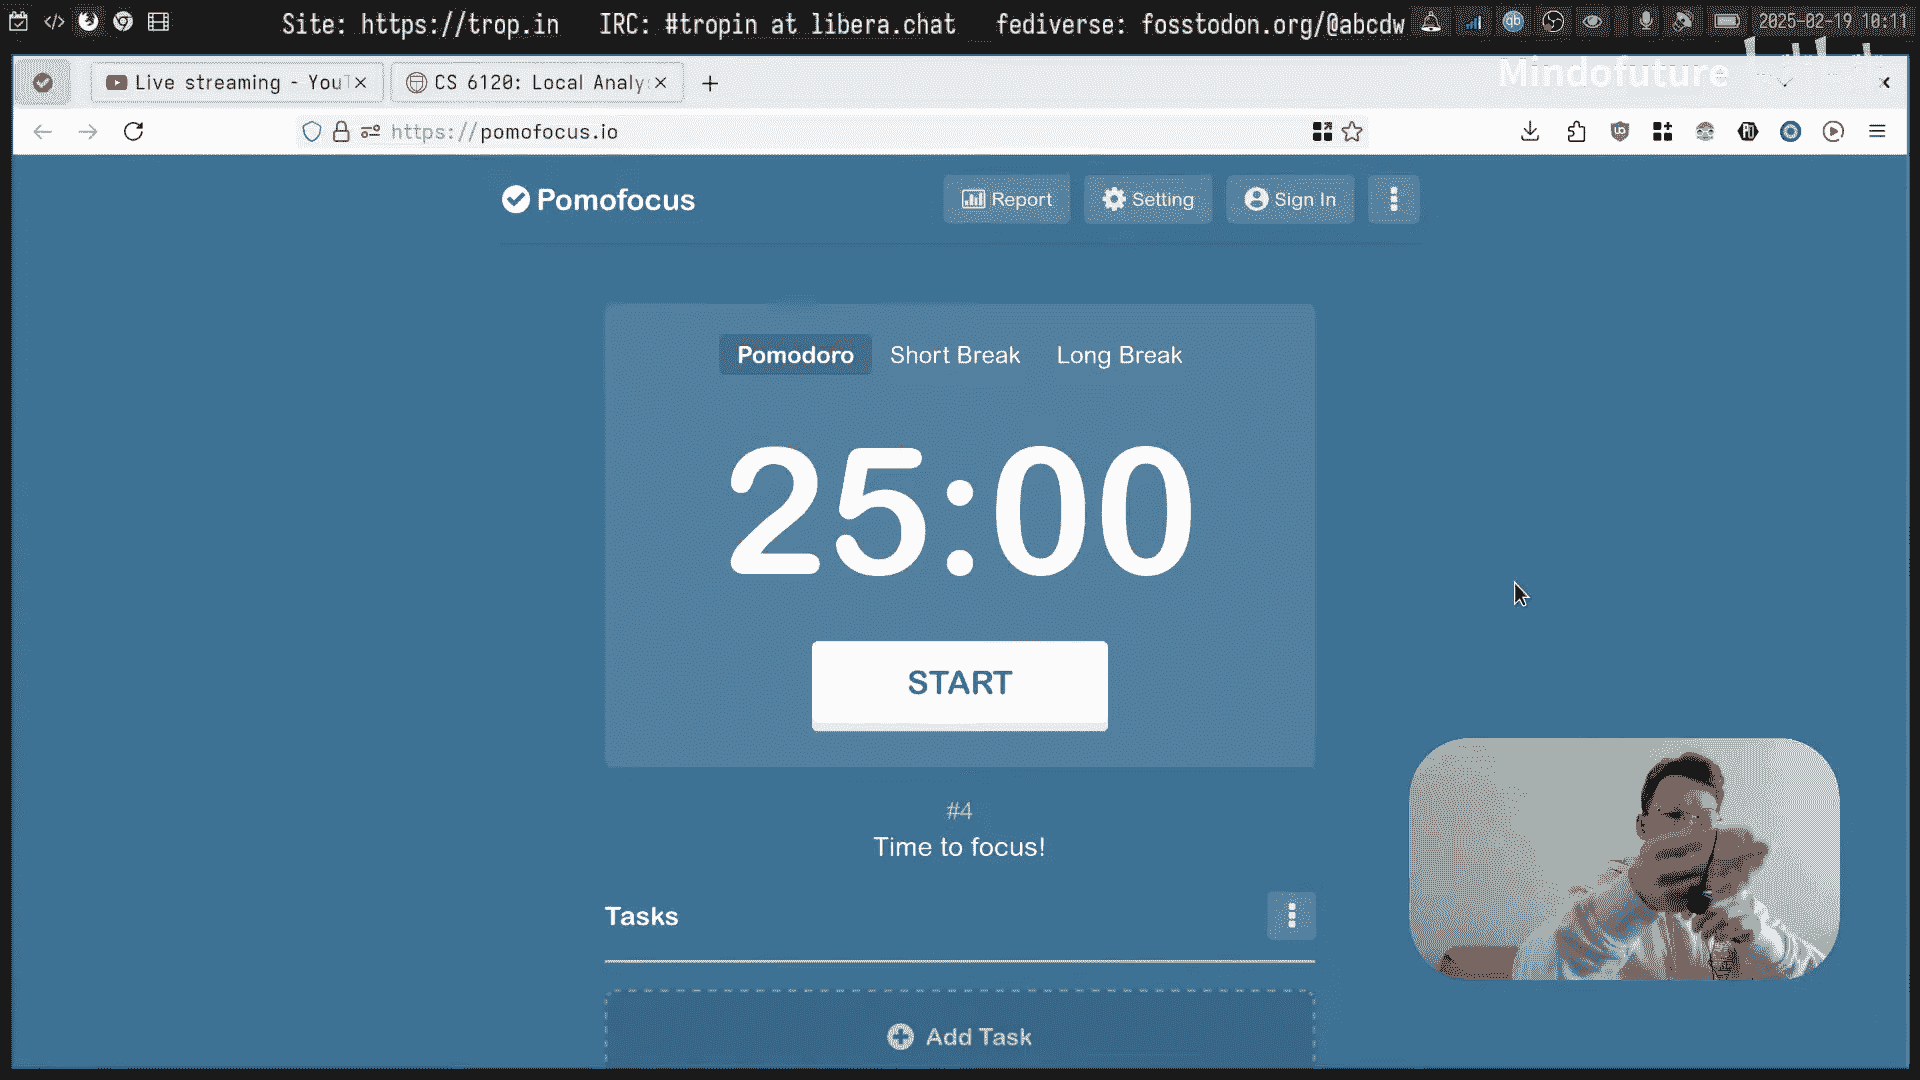 Site: https://trop.in IRC: #tropin at libera.chat fediverse: fosstodon.org/@abcdw 2025-02-19 10:11
Mindofuture
Live streaming - You
CS 6120: Local Analy
https://pomofocus.io
Pomofocus
Report
Setting
Sign In
Pomodoro
Short Break
Long Break
25:00
START
#4
Time to focus!
Tasks
Add Task